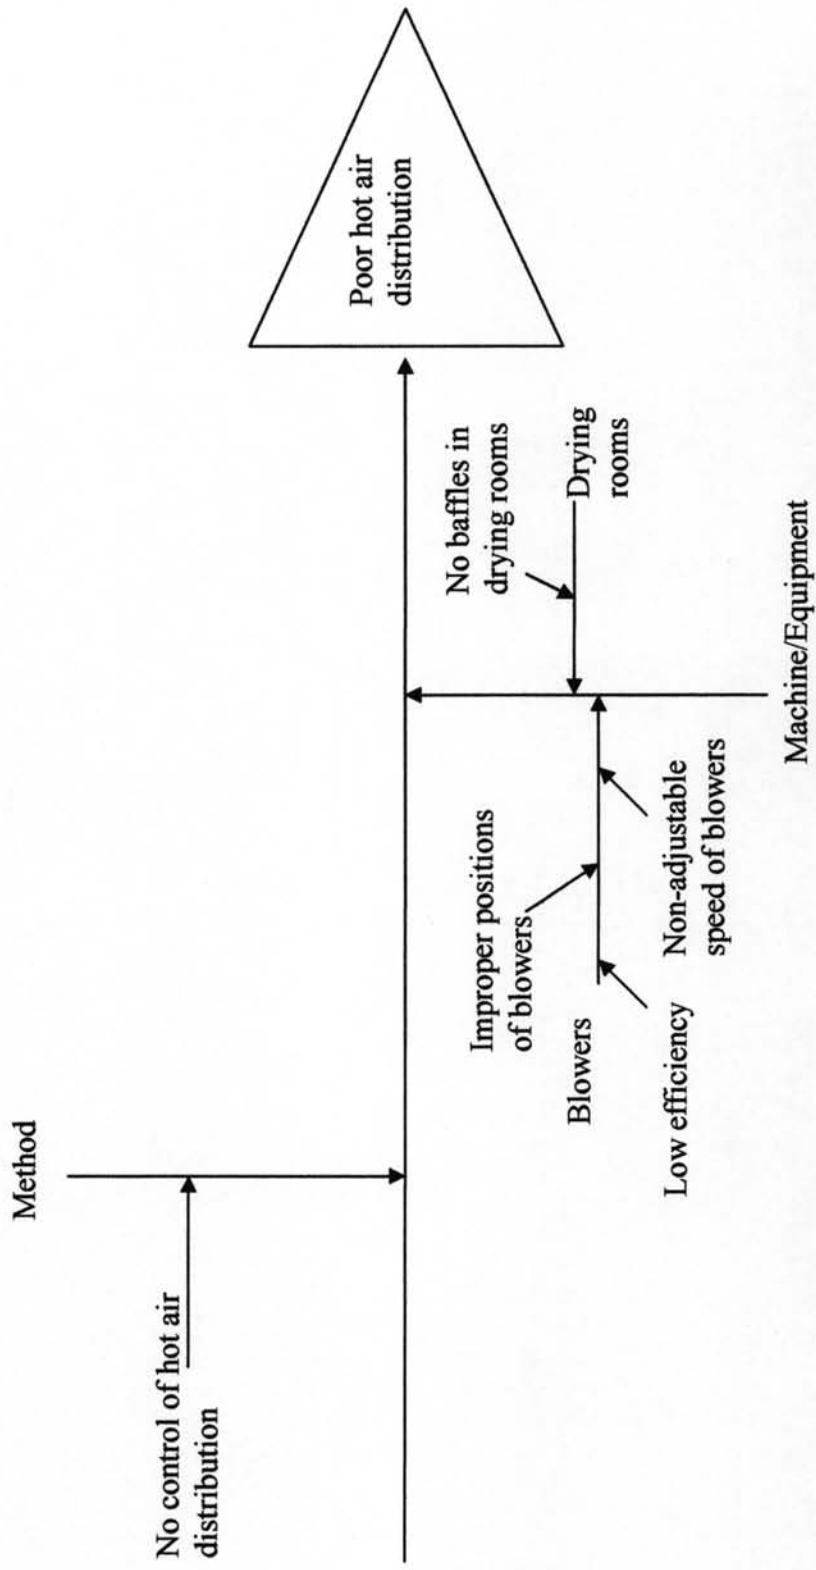 Method
No control of hot air
distribution
Poor hot air
distribution
Improper positions
of blowers
No baffles in
drying rooms
Blowers
Drying
rooms
Low efficiency
Non-adjustable
speed of blowers
Machine/Equipment